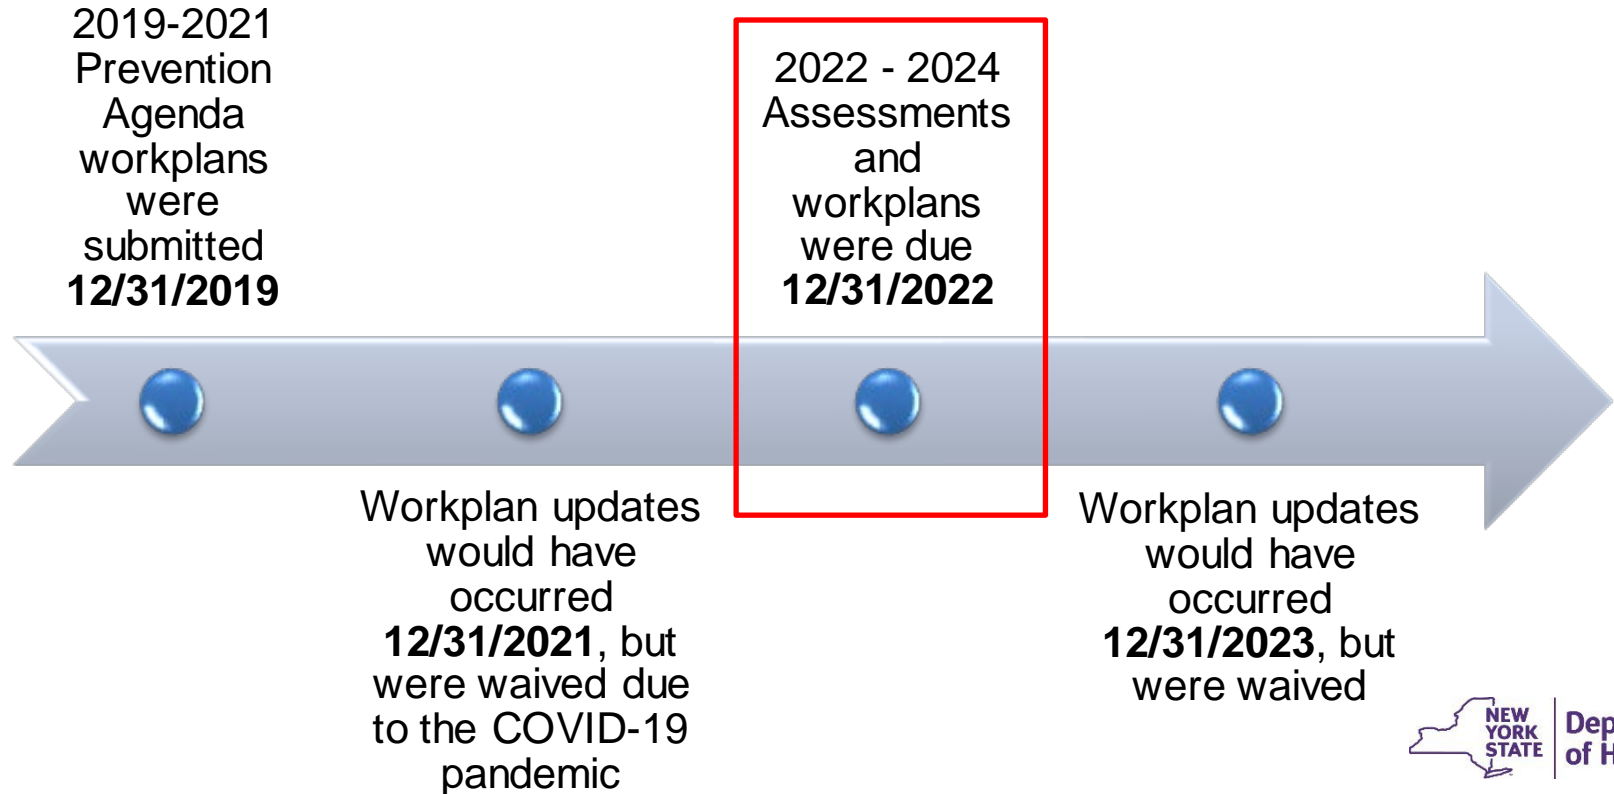 2019-2021
Prevention
Agenda
workplans
were
submitted
12/31/2019
Workplan updates
would have
occurred
12/31/2021, but
were waived due
to the COVID-19
pandemic
2022 - 2024
Assessments
and
workplans
were due
12/31/2022
Workplan updates
would have
occurred
12/31/2023, but
were waived
NEW
YORK
STATE
Dep
of H